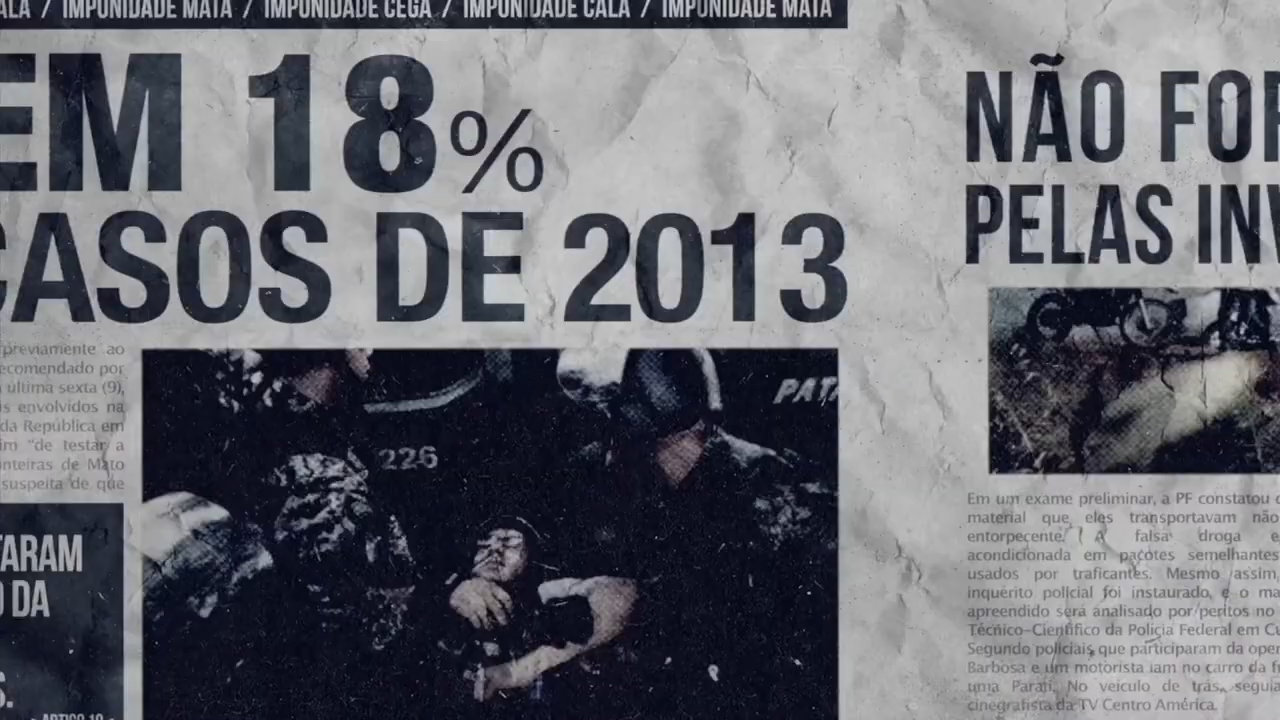 ALA / IMPUNIDADE MATA / IMPUNIDADE CEGA / IMPUNIDADE CALA / IMPUNIDADE MATA
EM 18%
CASOS DE 2013
previamente ao
ecomendado por
ultima sexta (9),
s envolvidos na
da República em
im "de testar a
nteiras de Mato
suspeita de que
TARAM
O DA
S.
- ARTIGO 19 -
226
PATA
NÃO FOR
PELAS INV
Em um exame preliminar, a PF constatou
material que eles transportavam não
entorpecente. A falsa droga
acondicionada em pacotes semelhantes
usados por traficantes. Mesmo assim,
inquérito policial foi instaurado, e o ma
apreendido será analisado por peritos no
Técnico-Científico da Polícia Federal em Cu
Segundo policiais que participaram da oper
Barbosa e um motorista iam no carro da fr
uma Parati. No veículo de trás, segui
cinegrafista da TV Centro América.